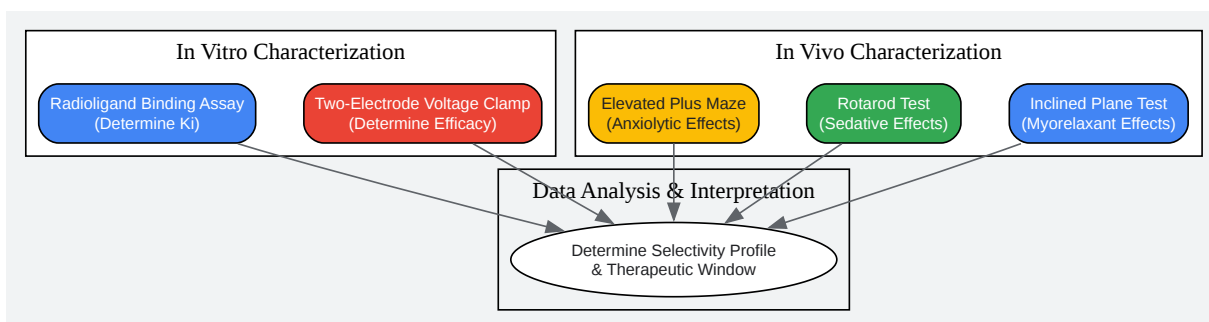 In Vitro Characterization
Radioligand Binding Assay
(Determine Ki)
Two-Electrode Voltage Clamp
(Determine Efficacy)
In Vivo Characterization
Elevated Plus Maze
(Anxiolytic Effects)
Rotarod Test
(Sedative Effects)
Inclined Plane Test
(Myorelaxant Effects)
Data Analysis & Interpretation
Determine Selectivity Profile
& Therapeutic Window